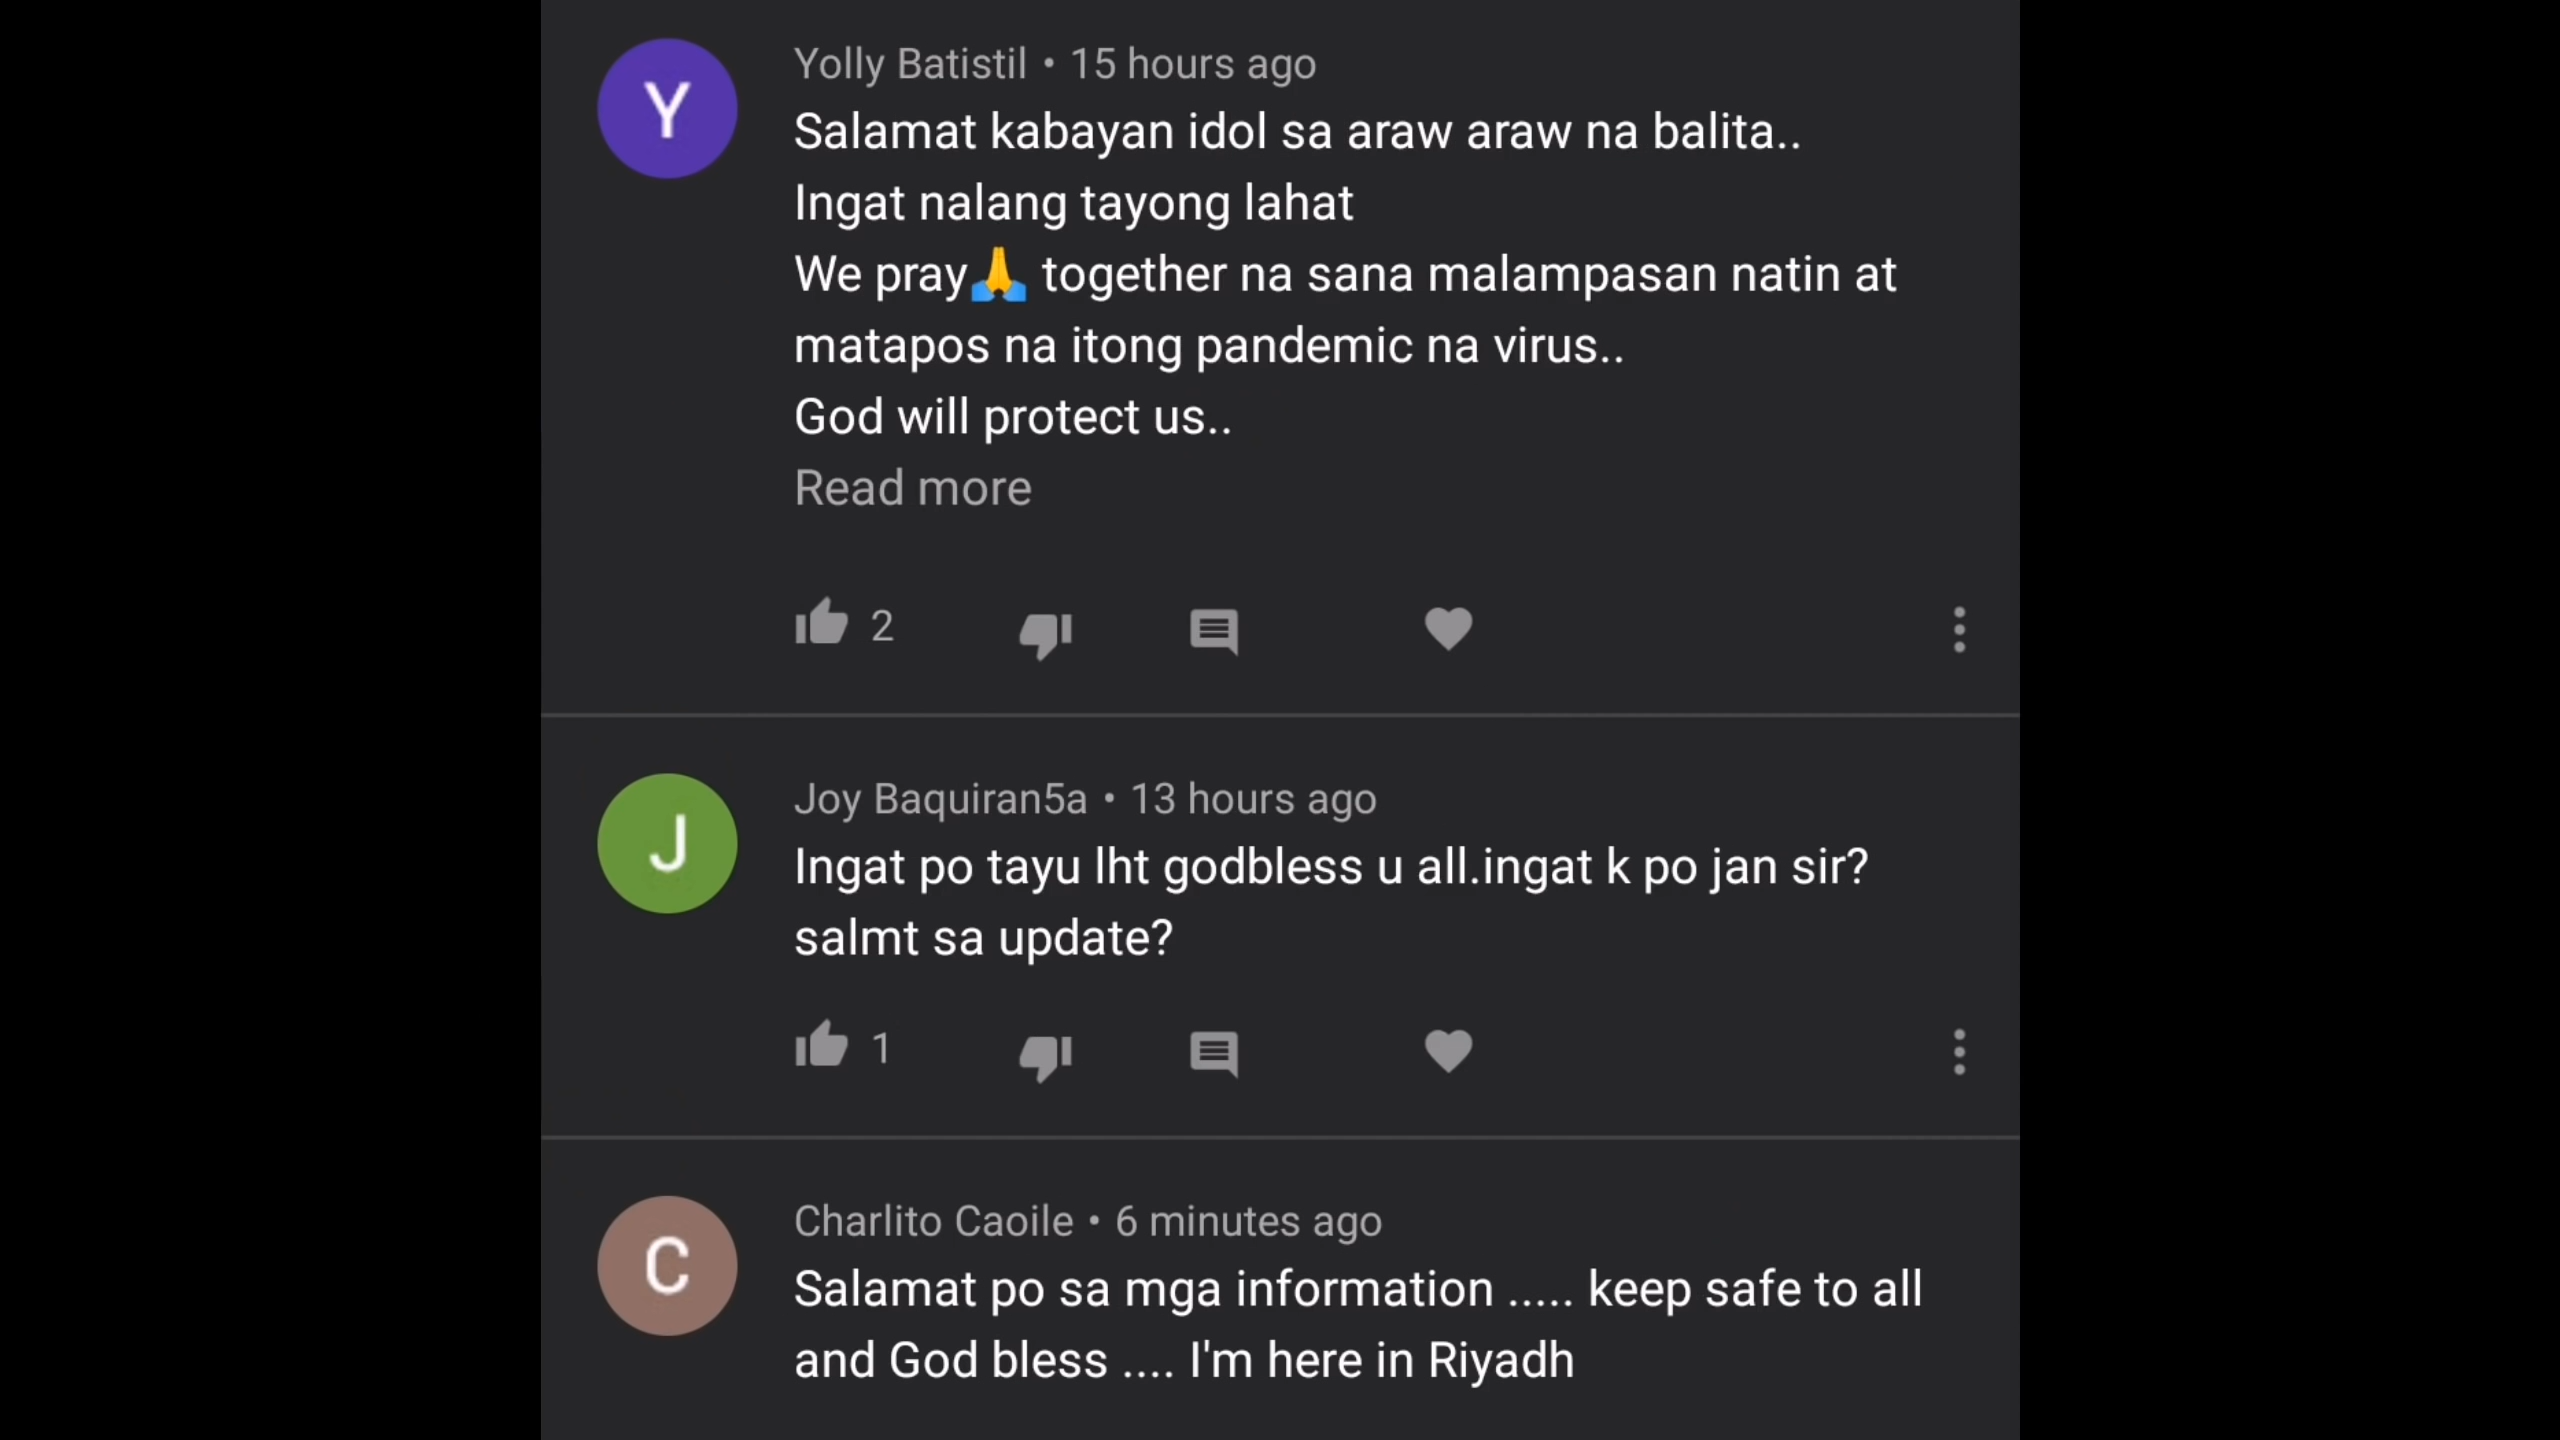 Y
Yolly Batistil • 15 hours ago
Salamat kabayan idol sa araw araw na balita..
Ingat nalang tayong lahat
We pray🙏 together na sana malampasan natin at
matapos na itong pandemic na virus..
God will protect us..
Read more
2
J
Joy Baquiran5a • 13 hours ago
Ingat po tayu lht godbless u all.ingat k po jan sir?
salmt sa update?
1
C
Charlito Caoile • 6 minutes ago
Salamat po sa mga information ..... keep safe to all
and God bless .... I'm here in Riyadh